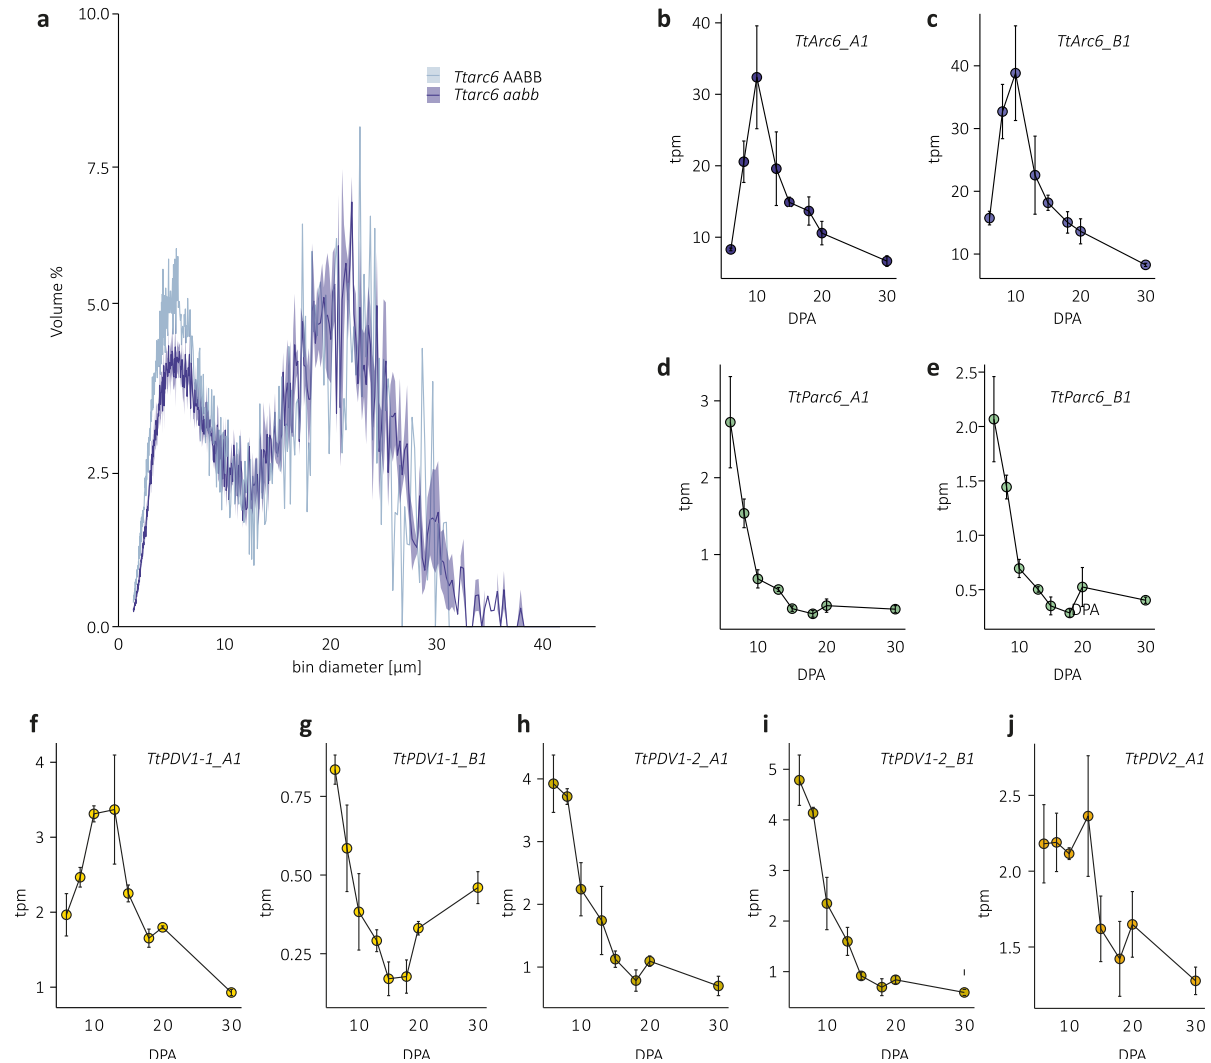 a
10.0
7.5
5.0
2.5
0.0
Volume %
0
10
20
30
40
bin diameter [µm]
Ttarc6 AABB
Ttarc6 aabb
b
TtArc6_A1
40
30
20
10
tpm
10
20
30
DPA
c
TtArc6_B1
40
30
20
10
tpm
10
20
30
DPA
d
TtParc6_A1
3
2
1
tpm
10
20
30
DPA
e
TtParc6_B1
2.5
2.0
1.5
1.0
0.5
tpm
DPA
10
20
30
DPA
f
TtPDV1-1_A1
4
3
2
1
tpm
10
20
30
DPA
g
TtPDV1-1_B1
0.75
0.50
0.25
tpm
10
20
30
h
TtPDV1-2_A1
4
3
2
1
tpm
10
20
30
DPA
i
TtPDV1-2_B1
5
4
3
2
1
tpm
10
20
30
DPA
j
TtPDV2_A1
2.5
2.0
1.5
tpm
10
20
30
DPA